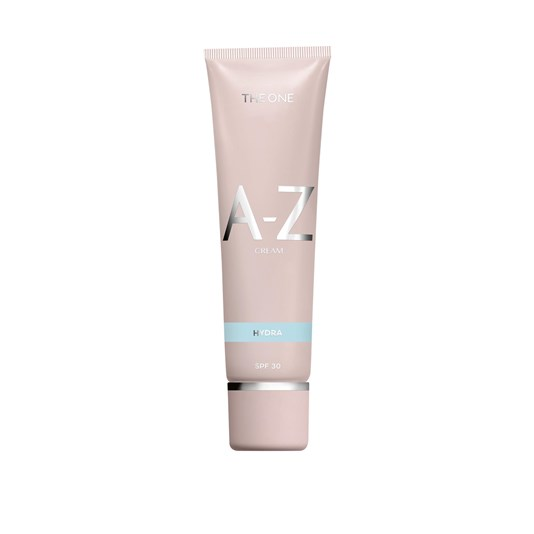 THE ONE
A-Z
CREAM
HYDRA
SPF 30